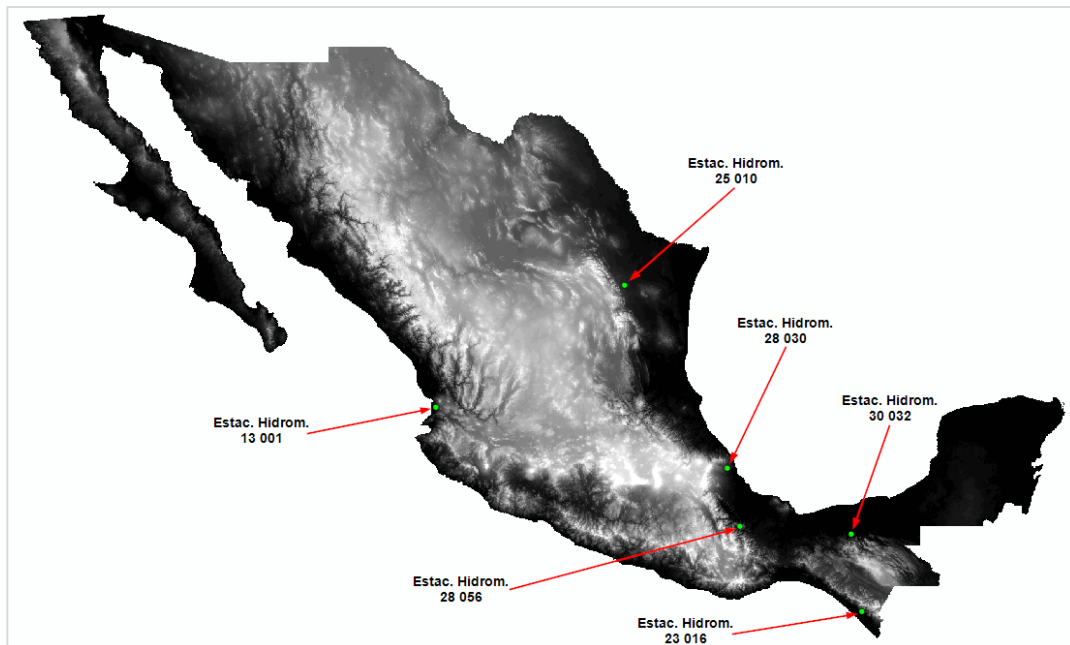 Estac. Hidrom.
25 010
Estac. Hidrom.
28 030
Estac. Hidrom.
30 032
Estac. Hidrom.
13 001
Estac. Hidrom.
28 056
Estac. Hidrom.
23 016